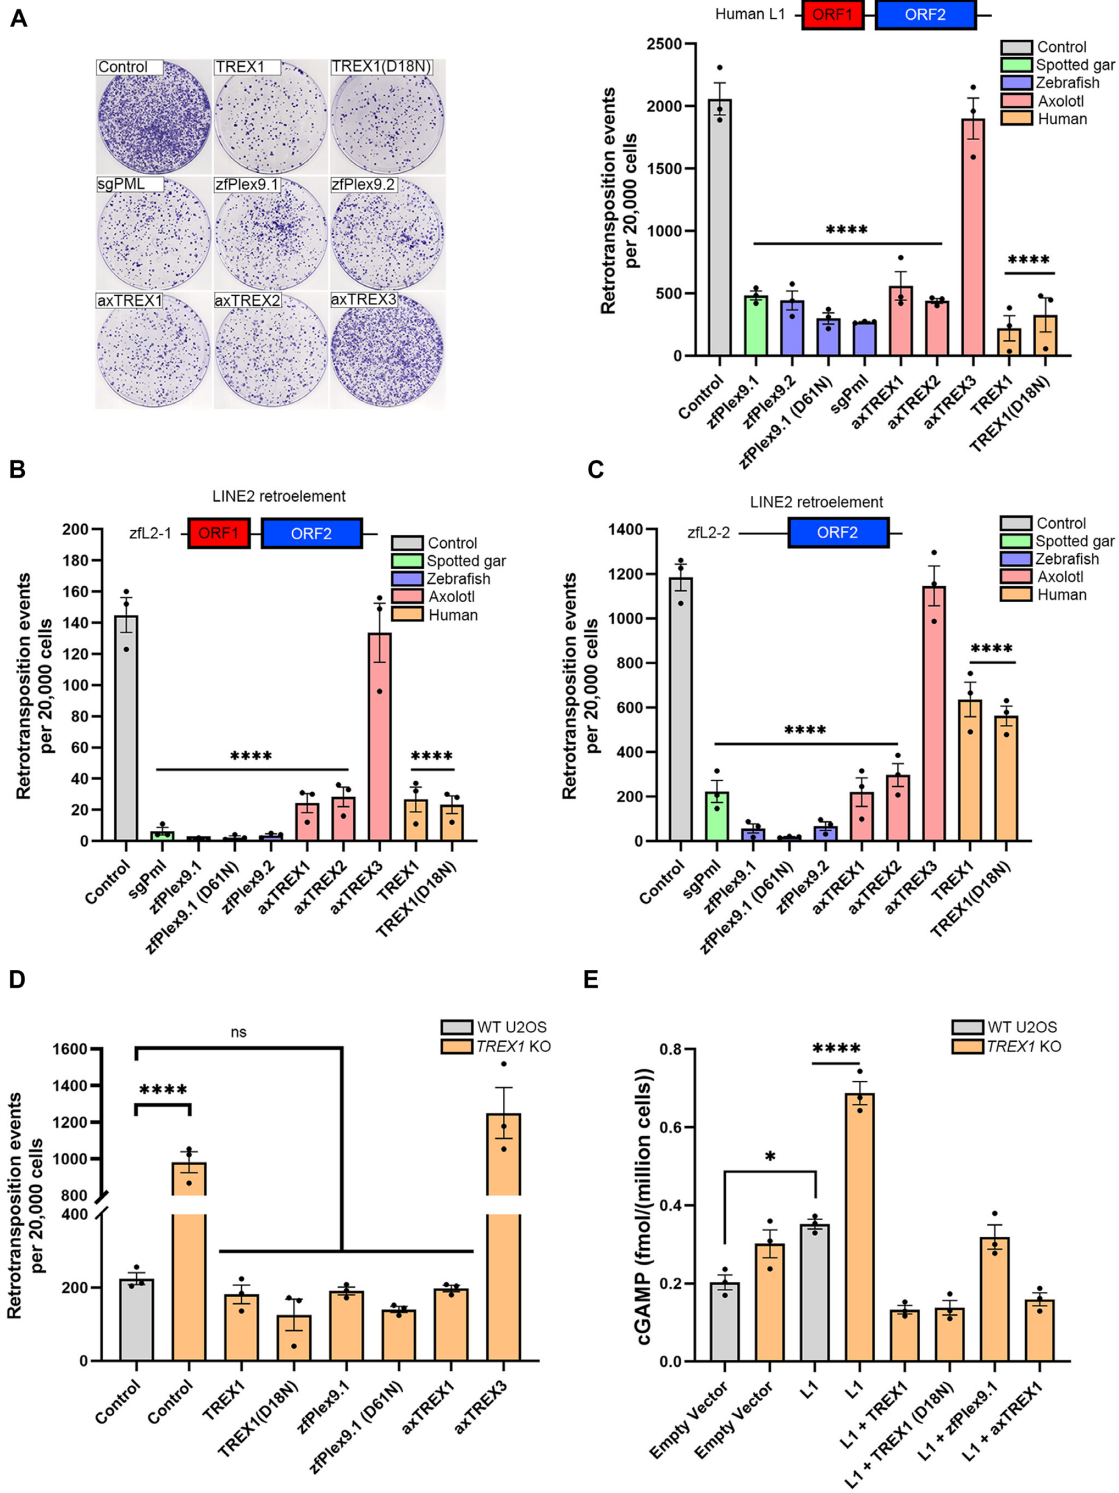 A
Control
TREX1
TREX1(D18N)
sgPML
zfPlex9.1
zfPlex9.2
axTREX1
axTREX2
axTREX3
Human L1
ORF1
ORF2
Retrotransposition events
per 20,000 cells
2500
2000
1500
1000
500
0
****
****
Control
Spotted gar
Zebrafish
Axolotl
Human
Control
zfPlex9.1
zfPlex9.2
zfPlex9.1 (D61N)
sgPml
axTREX1
axTREX2
axTREX3
TREX1
TREX1(D18N)
B
LINE2 retroelement
zfL2-1
ORF1
ORF2
Retrotransposition events
per 20,000 cells
200
180
160
140
120
100
80
60
40
20
0
****
****
Control
Spotted gar
Zebrafish
Axolotl
Human
Control
sgPml
zfPlex9.1
zfPlex9.1 (D61N)
zfPlex9.2
axTREX1
axTREX2
axTREX3
TREX1
TREX1(D18N)
C
LINE2 retroelement
zfL2-2
ORF2
Retrotransposition events
per 20,000 cells
1400
1200
1000
800
600
400
200
0
****
****
Control
Spotted gar
Zebrafish
Axolotl
Human
Control
sgPml
zfPlex9.1
zfPlex9.1 (D61N)
zfPlex9.2
axTREX1
axTREX2
axTREX3
TREX1
TREX1(D18N)
D
Retrotransposition events
per 20,000 cells
1600
1400
1200
1000
800
400
200
0
ns
****
WT U2OS
TREX1 KO
Control
Control
TREX1
TREX1(D18N)
zfPlex9.1
zfPlex9.1 (D61N)
axTREX1
axTREX3
E
cGAMP (fmol/(million cells))
0.8
0.6
0.4
0.2
0.0
*
****
WT U2OS
TREX1 KO
Empty Vector
Empty Vector
L1
L1
L1 + TREX1
L1 + TREX1 (D18N)
L1 + zfPlex9.1
L1 + axTREX1